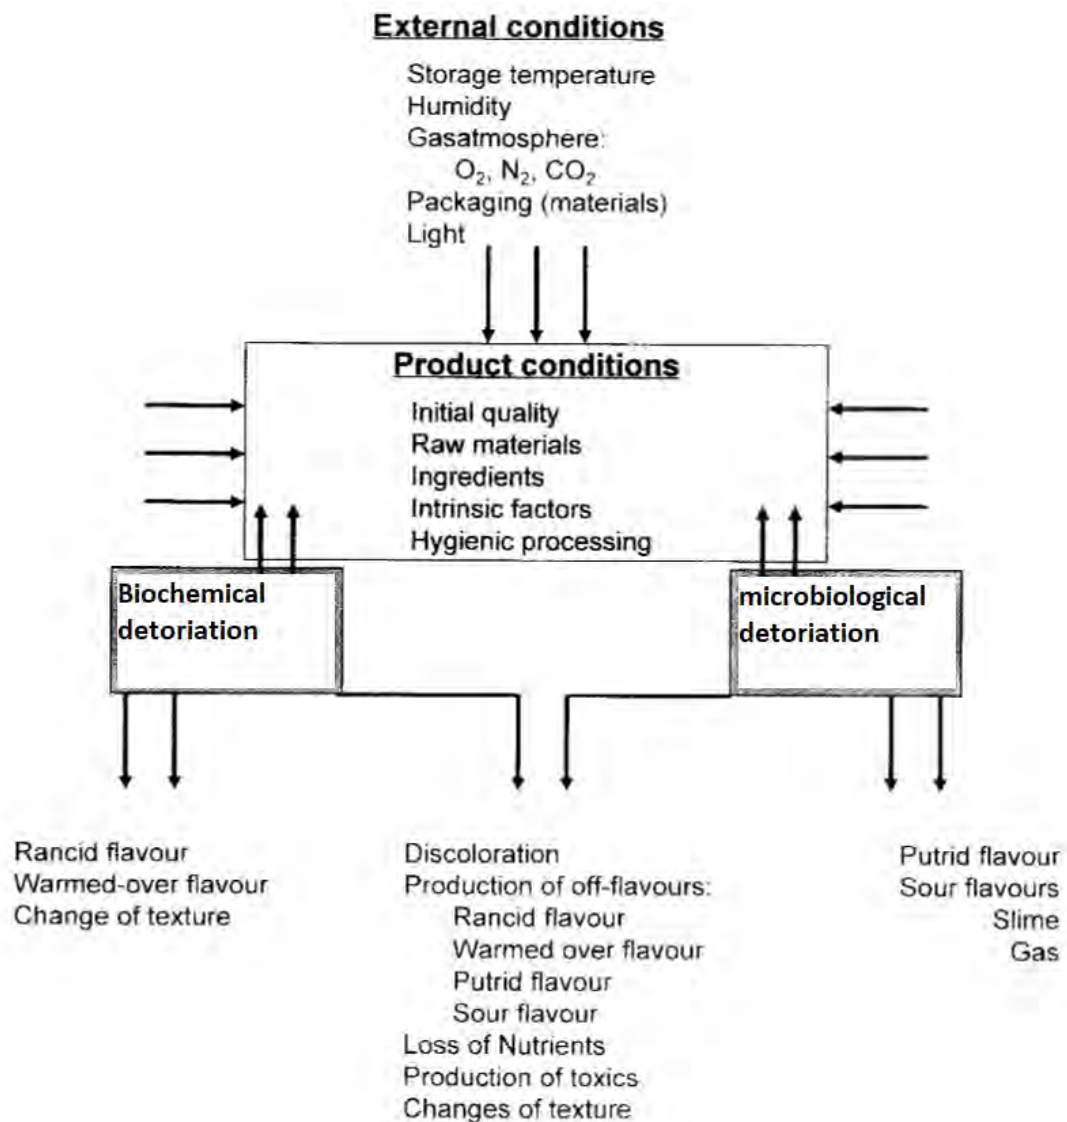 External conditions
Storage temperature
Humidity
Gasatmosphere:
O₂, N₂, CO₂
Packaging (materials)
Light
Product conditions
Initial quality
Raw materials
Ingredients
Intrinsic factors
Hygienic processing
Biochemical
detoriation
microbiological
detoriation
Rancid flavour
Warmed-over flavour
Change of texture
Discoloration
Production of off-flavours:
Rancid flavour
Warmed over flavour
Putrid flavour
Sour flavour
Loss of Nutrients
Production of toxics
Changes of texture
Putrid flavour
Sour flavours
Slime
Gas